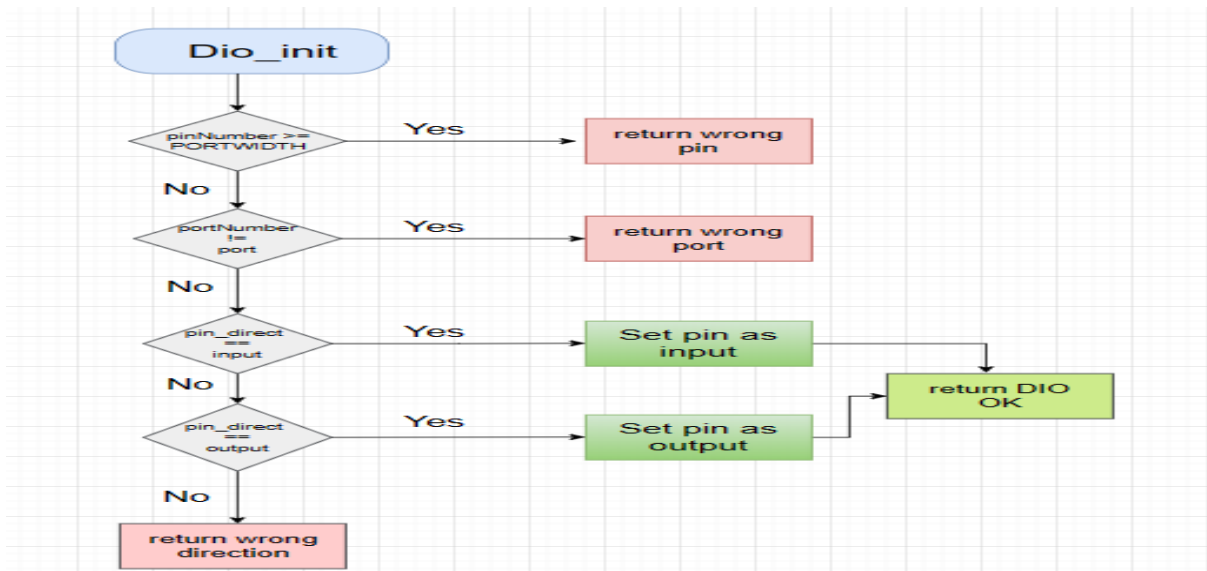 Dio_init
pinNumber >=
PORTWIDTH
Yes
return wrong
pin
No
portNumber
!=
port
Yes
return wrong
port
No
pin_direct
==
input
Yes
Set pin as
input
return DIO
OK
No
pin_direct
==
output
Yes
Set pin as
output
No
return wrong
direction